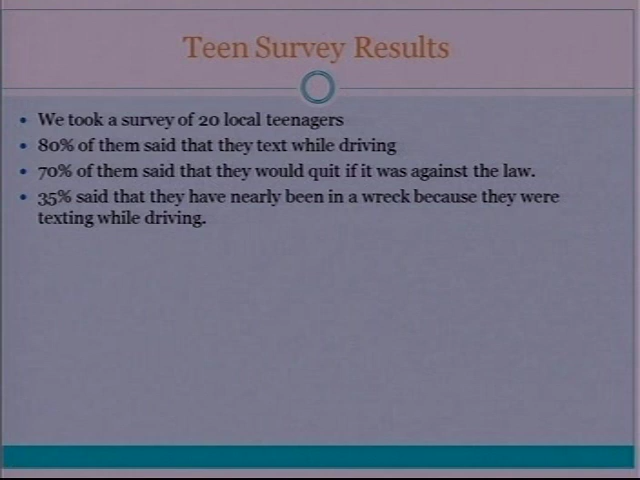 Teen Survey Results
• We took a survey of 20 local teenagers
• 80% of them said that they text while driving
• 70% of them said that they would quit if it was against the law.
• 35% said that they have nearly been in a wreck because they were
texting while driving.